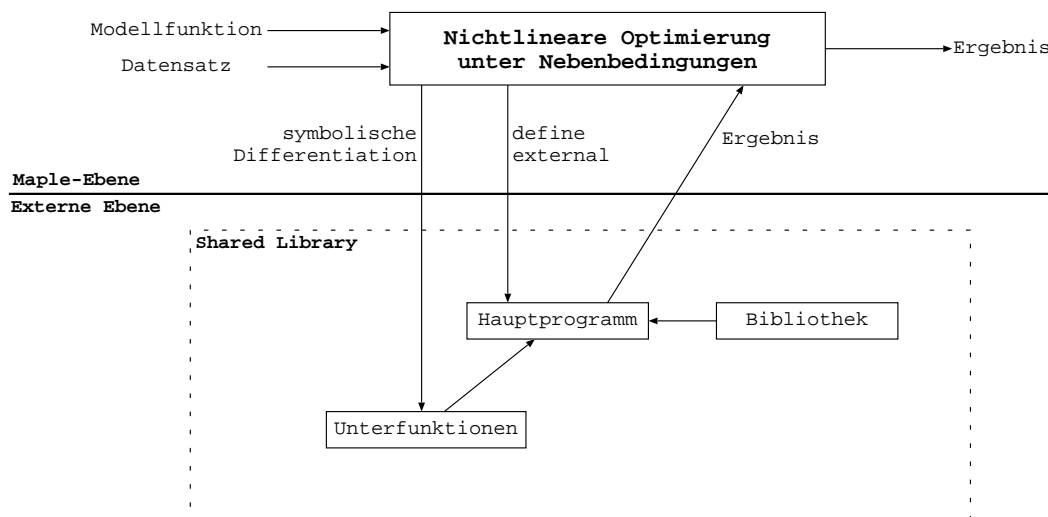 Modellfunktion
Datensatz
Nichtlineare Optimierung
unter Nebenbedingungen
Ergebnis
symbolische
Differentiation
define
external
Ergebnis
Maple-Ebene
Externe Ebene
Shared Library
Hauptprogramm
Bibliothek
Unterfunktionen